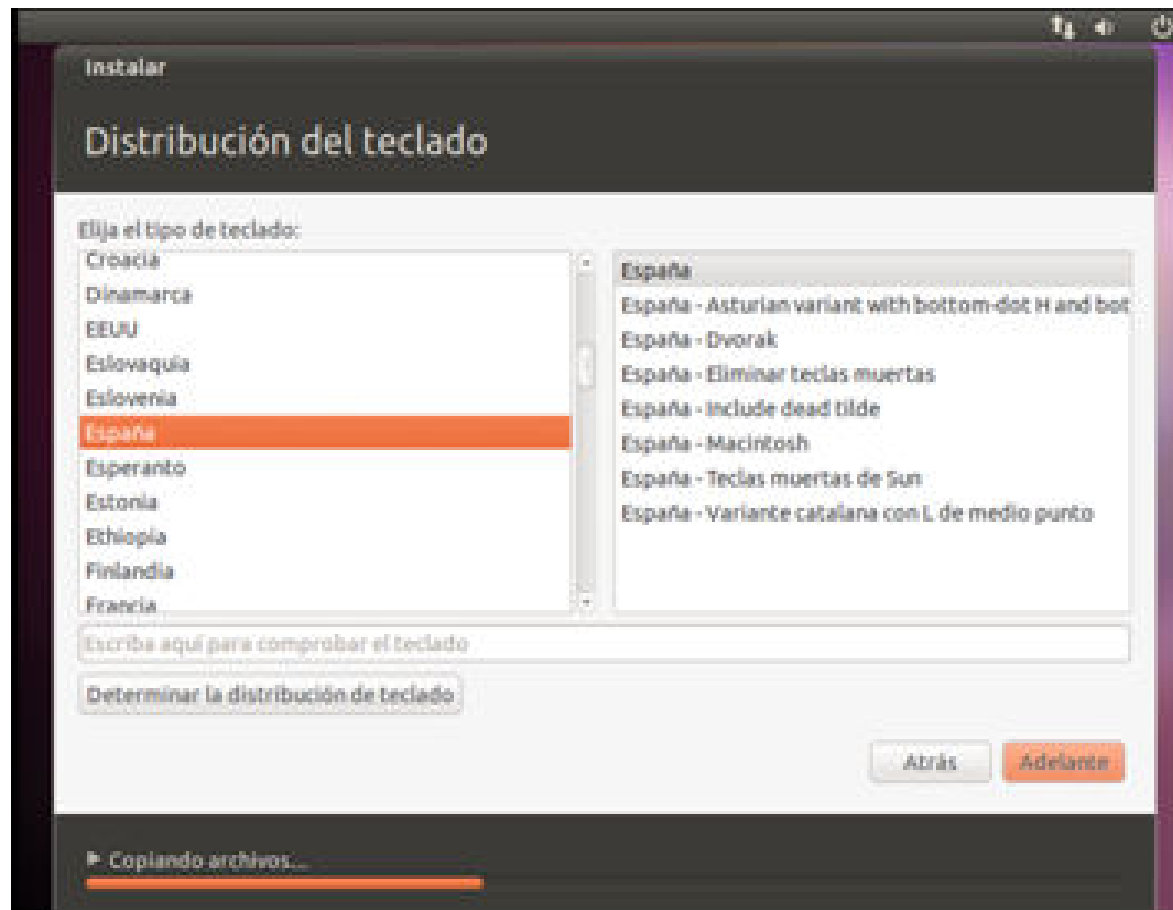 Instalar
Distribución del teclado
Elija el tipo de teclado:
Croacia
Dinamarca
EEUU
Eslovaquia
Eslovenia
España
Esperanto
Estonia
Ethiopia
Finlandia
Francia
España
España - Asturian variant with bottom-dot H and bot
España - Dvorak
España - Eliminar teclas muertas
España - Include dead tilde
España - Macintosh
España - Teclas muertas de Sun
España - Variante catalana con L de medio punto
Escriba aquí para comprobar el teclado
Determinar la distribución de teclado
Atrás
Adelante
Copiando archivos...